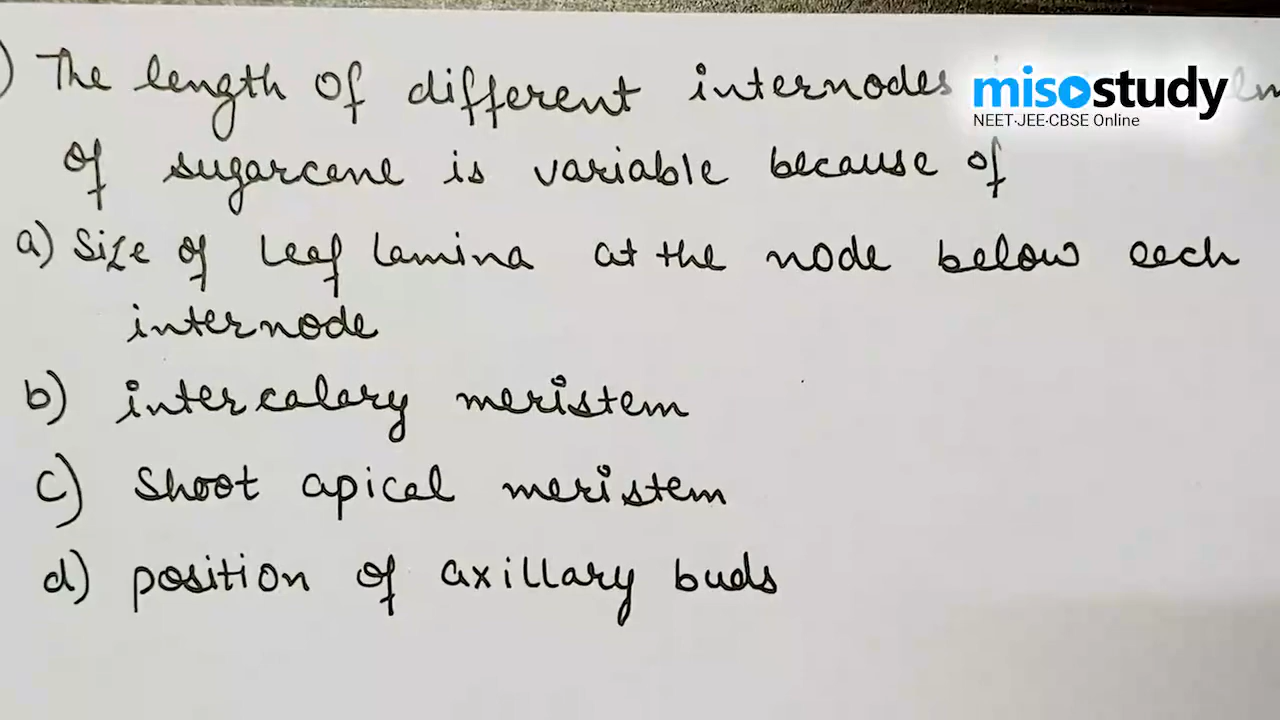 ) The length of different internodes
misostudy
NEET-JEE-CBSE Online
of sugarcane is variable because of
a) Size of leaf lamina at the node below each
internode
b) intercalary meristem
c) Shoot apical meristem
d) position of axillary buds